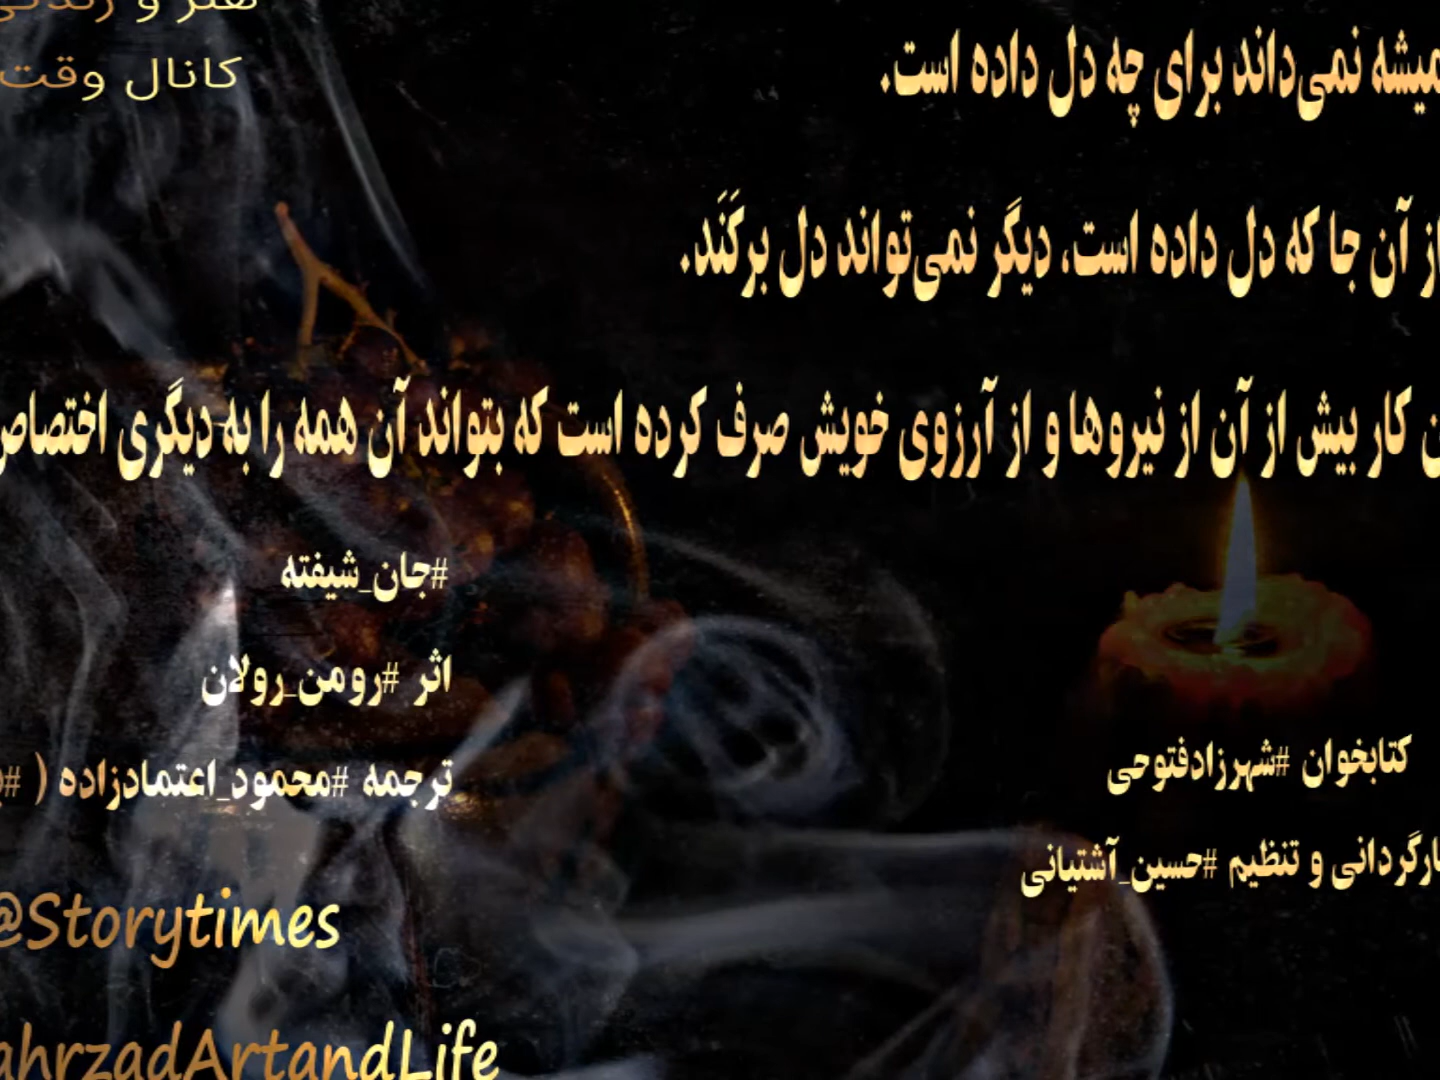 هنر و زندگی
کانال وقت
میشه نمی‌داند برای چه دل داده است.
از آن جا که دل داده است، دیگر نمی‌تواند دل برکَنَد.
ن کار بیش از آن از نیروها و از آرزوی خویش صرف کرده است که بتواند آن همه را به دیگری اختصاص
#جان_شیفته
اثر #رومن_رولان
ترجمه #محمود_اعتمادزاده ( #
کتابخوان #شهرزادفتوحی
ارگردانی و تنظیم #حسین_آشتیانی
@Storytimes
ahrzadArtandLife